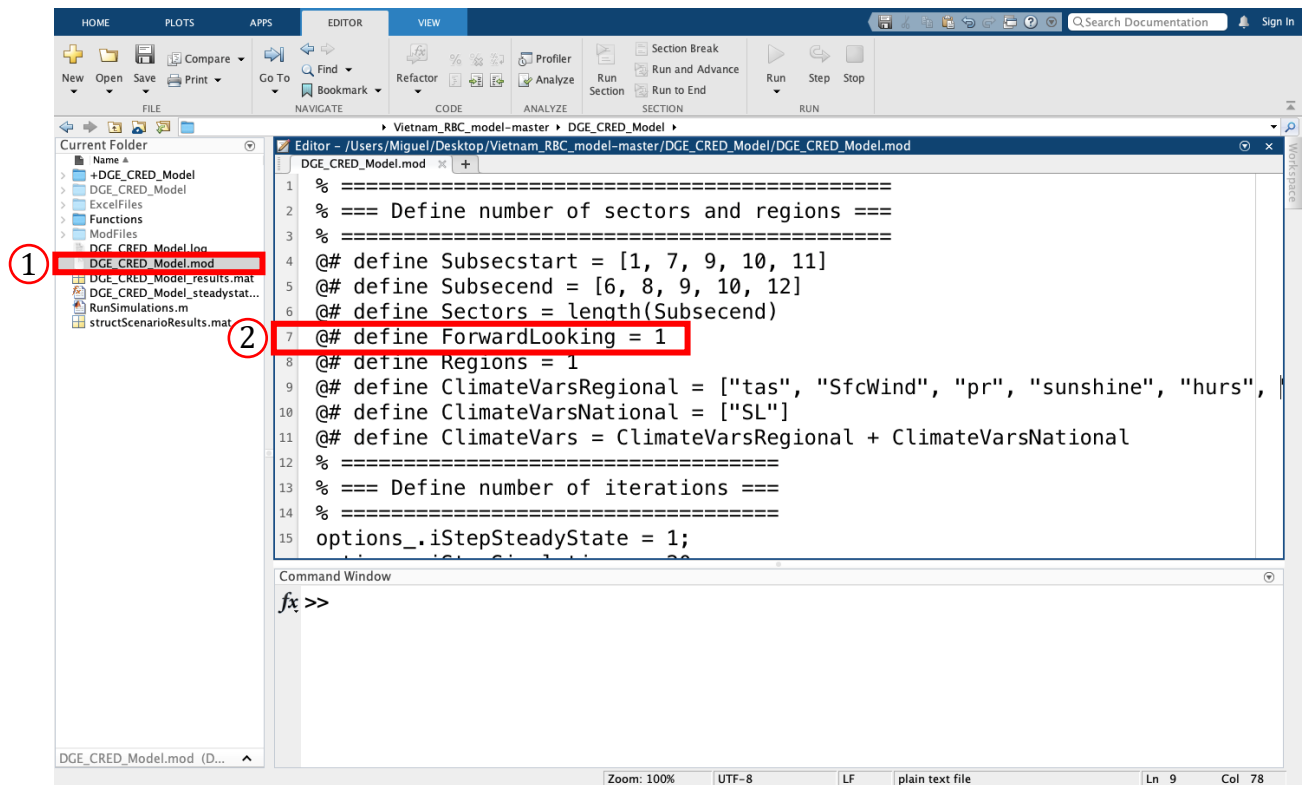 HOME PLOTS APPS EDITOR VIEW Search Documentation Sign In
New Open Save Compare Print
Go To Find Bookmark
Refactor
Profiler Analyze
Run Section Section Break Run and Advance Run to End
Run Step Stop
FILE NAVIGATE CODE ANALYZE SECTION RUN
Vietnam_RBC_model-master DGE_CRED_Model
Current Folder
Name
+DGE_CRED_Model
DGE_CRED_Model
ExcelFiles
Functions
ModFiles
DGE_CRED_Model.log
1 DGE_CRED_Model.mod
DGE_CRED_Model_results.mat
DGE_CRED_Model_steadystat...
RunSimulations.m
structScenarioResults.mat
DGE_CRED_Model.mod (D...
Editor - /Users/Miguel/Desktop/Vietnam_RBC_model-master/DGE_CRED_Model/DGE_CRED_Model.mod
DGE_CRED_Model.mod × +
1 % ============================================
2 % === Define number of sectors and regions ===
3 % ============================================
4 @# define Subsecstart = [1, 7, 9, 10, 11]
5 @# define Subsecend = [6, 8, 9, 10, 12]
6 @# define Sectors = length(Subsecend)
2
7 @# define ForwardLooking = 1
8 @# define Regions = 1
9 @# define ClimateVarsRegional = ["tas", "SfcWind", "pr", "sunshine", "hurs",
10 @# define ClimateVarsNational = ["SL"]
11 @# define ClimateVars = ClimateVarsRegional + ClimateVarsNational
12 % ===================================
13 % === Define number of iterations ===
14 % ===================================
15 options_.iStepSteadyState = 1;
Workspace
Command Window
fx >>
Zoom: 100% UTF-8 LF plain text file Ln 9 Col 78